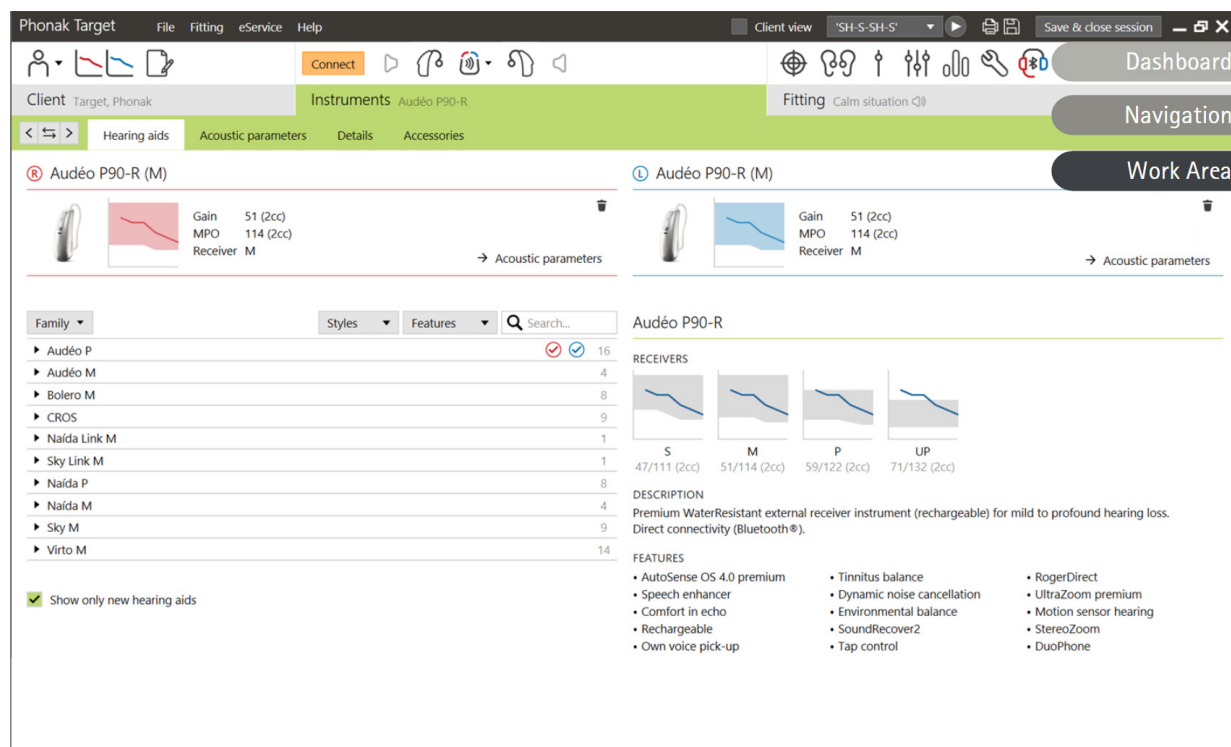 Phonak Target File Fitting eService Help Client view 'SH-S-SH-S' Save & close session
Connect Dashboard
Client Target, Phonak Instruments Audéo P90-R Fitting Calm situation
Navigation
Hearing aids Acoustic parameters Details Accessories
Work Area
R Audéo P90-R (M) L Audéo P90-R (M)
Gain 51 (2cc) Gain 51 (2cc)
MPO 114 (2cc) MPO 114 (2cc)
Receiver M Receiver M
→ Acoustic parameters → Acoustic parameters
Family Styles Features Search...
Audéo P 16
Audéo M 4
Bolero M 8
CROS 9
Naída Link M 1
Sky Link M 1
Naída P 8
Naída M 4
Sky M 9
Virto M 14
Show only new hearing aids
Audéo P90-R
RECEIVERS
S M P UP
47/111 (2cc) 51/114 (2cc) 59/122 (2cc) 71/132 (2cc)
DESCRIPTION
Premium WaterResistant external receiver instrument (rechargeable) for mild to profound hearing loss.
Direct connectivity (Bluetooth®).
FEATURES
• AutoSense OS 4.0 premium • Tinnitus balance • RogerDirect
• Speech enhancer • Dynamic noise cancellation • UltraZoom premium
• Comfort in echo • Environmental balance • Motion sensor hearing
• Rechargeable • SoundRecover2 • StereoZoom
• Own voice pick-up • Tap control • DuoPhone